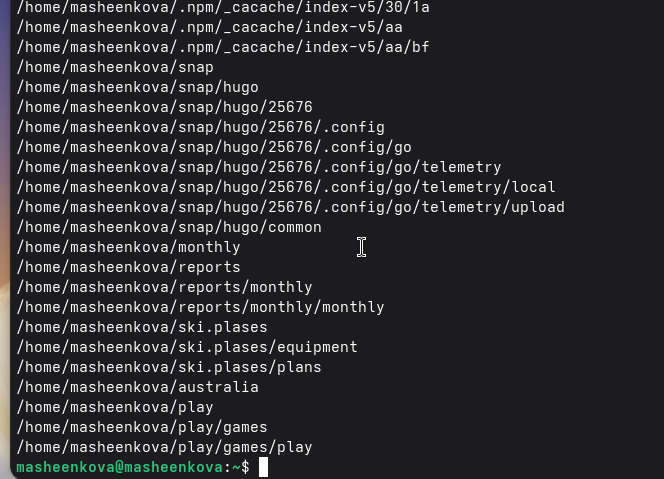 /home/masheenkova/.npm/_cacache/index-v5/30/1a
/home/masheenkova/.npm/_cacache/index-v5/aa
/home/masheenkova/.npm/_cacache/index-v5/aa/bf
/home/masheenkova/snap
/home/masheenkova/snap/hugo
/home/masheenkova/snap/hugo/25676
/home/masheenkova/snap/hugo/25676/.config
/home/masheenkova/snap/hugo/25676/.config/go
/home/masheenkova/snap/hugo/25676/.config/go/telemetry
/home/masheenkova/snap/hugo/25676/.config/go/telemetry/local
/home/masheenkova/snap/hugo/25676/.config/go/telemetry/upload
/home/masheenkova/snap/hugo/common
/home/masheenkova/monthly
/home/masheenkova/reports
/home/masheenkova/reports/monthly
/home/masheenkova/reports/monthly/monthly
/home/masheenkova/ski.plases
/home/masheenkova/ski.plases/equipment
/home/masheenkova/ski.plases/plans
/home/masheenkova/australia
/home/masheenkova/play
/home/masheenkova/play/games
/home/masheenkova/play/games/play
masheenkova@masheenkova:~$